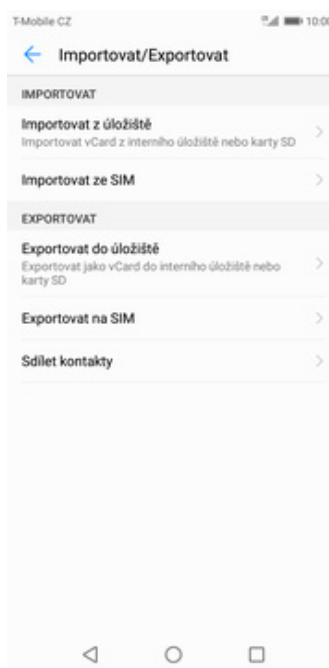 T-Mobile CZ 10:00
Importovat/Exportovat
IMPORTOVAT
Importovat z úložiště
Importovat vCard z interního úložiště nebo karty SD
Importovat ze SIM
EXPORTOVAT
Exportovat do úložiště
Exportovat jako vCard do interního úložiště nebo
karty SD
Exportovat na SIM
Sdílet kontakty